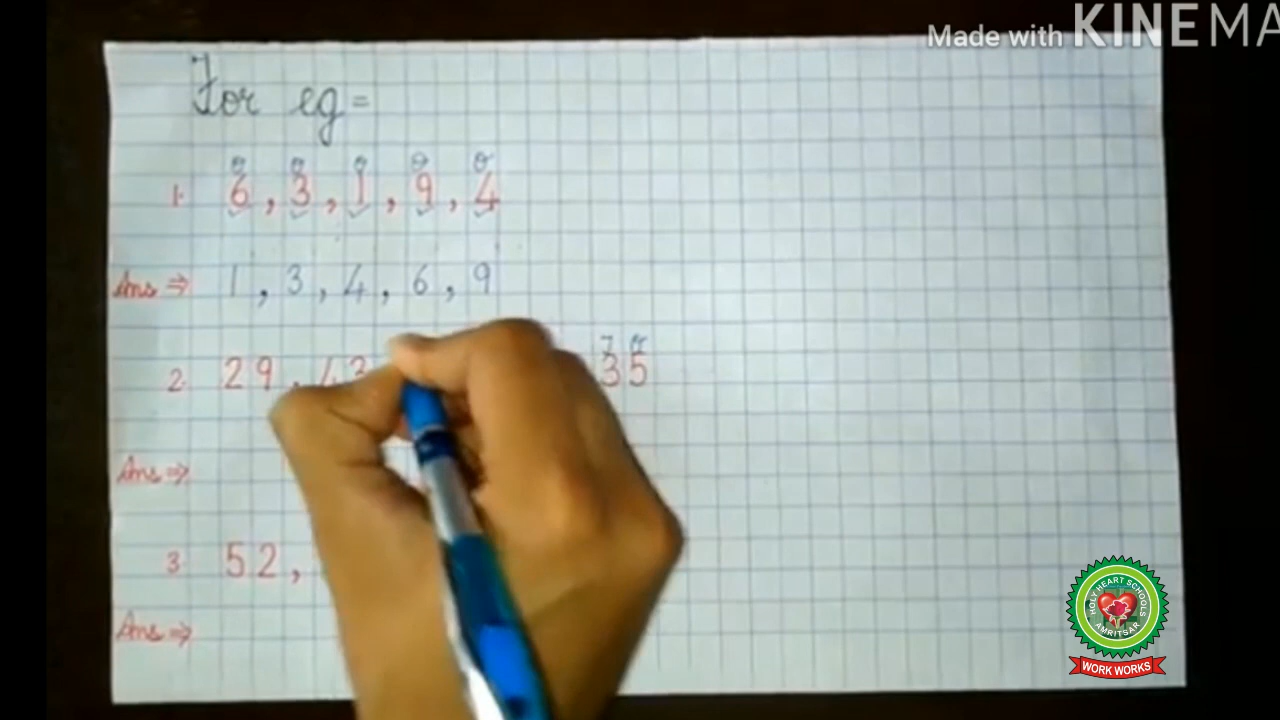 Made with KINEMA
For eg =
o o o o o
1. 6, 3, 1, 9, 4
Ans ⇒ 1, 3, 4, 6, 9
T O
2. 29, 43 35
Ans ⇒
3. 52,
Ans ⇒
HOLY HEART SCHOOLS
AMRITSAR
WORK WORKS